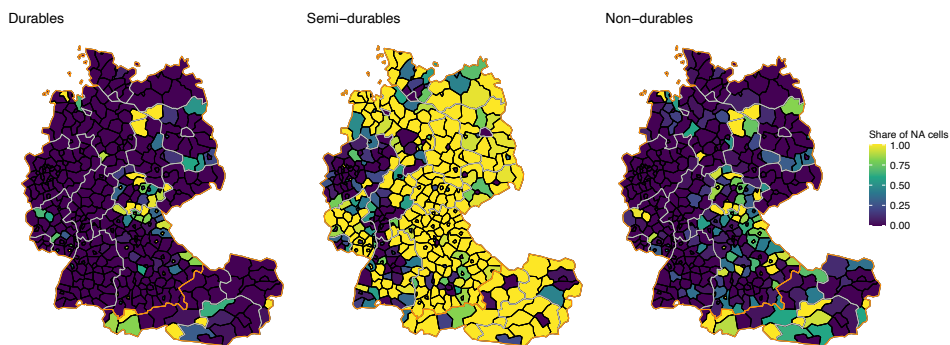 Durables
Semi−durables
Non−durables
Share of NA cells
1.00
0.75
0.50
0.25
0.00